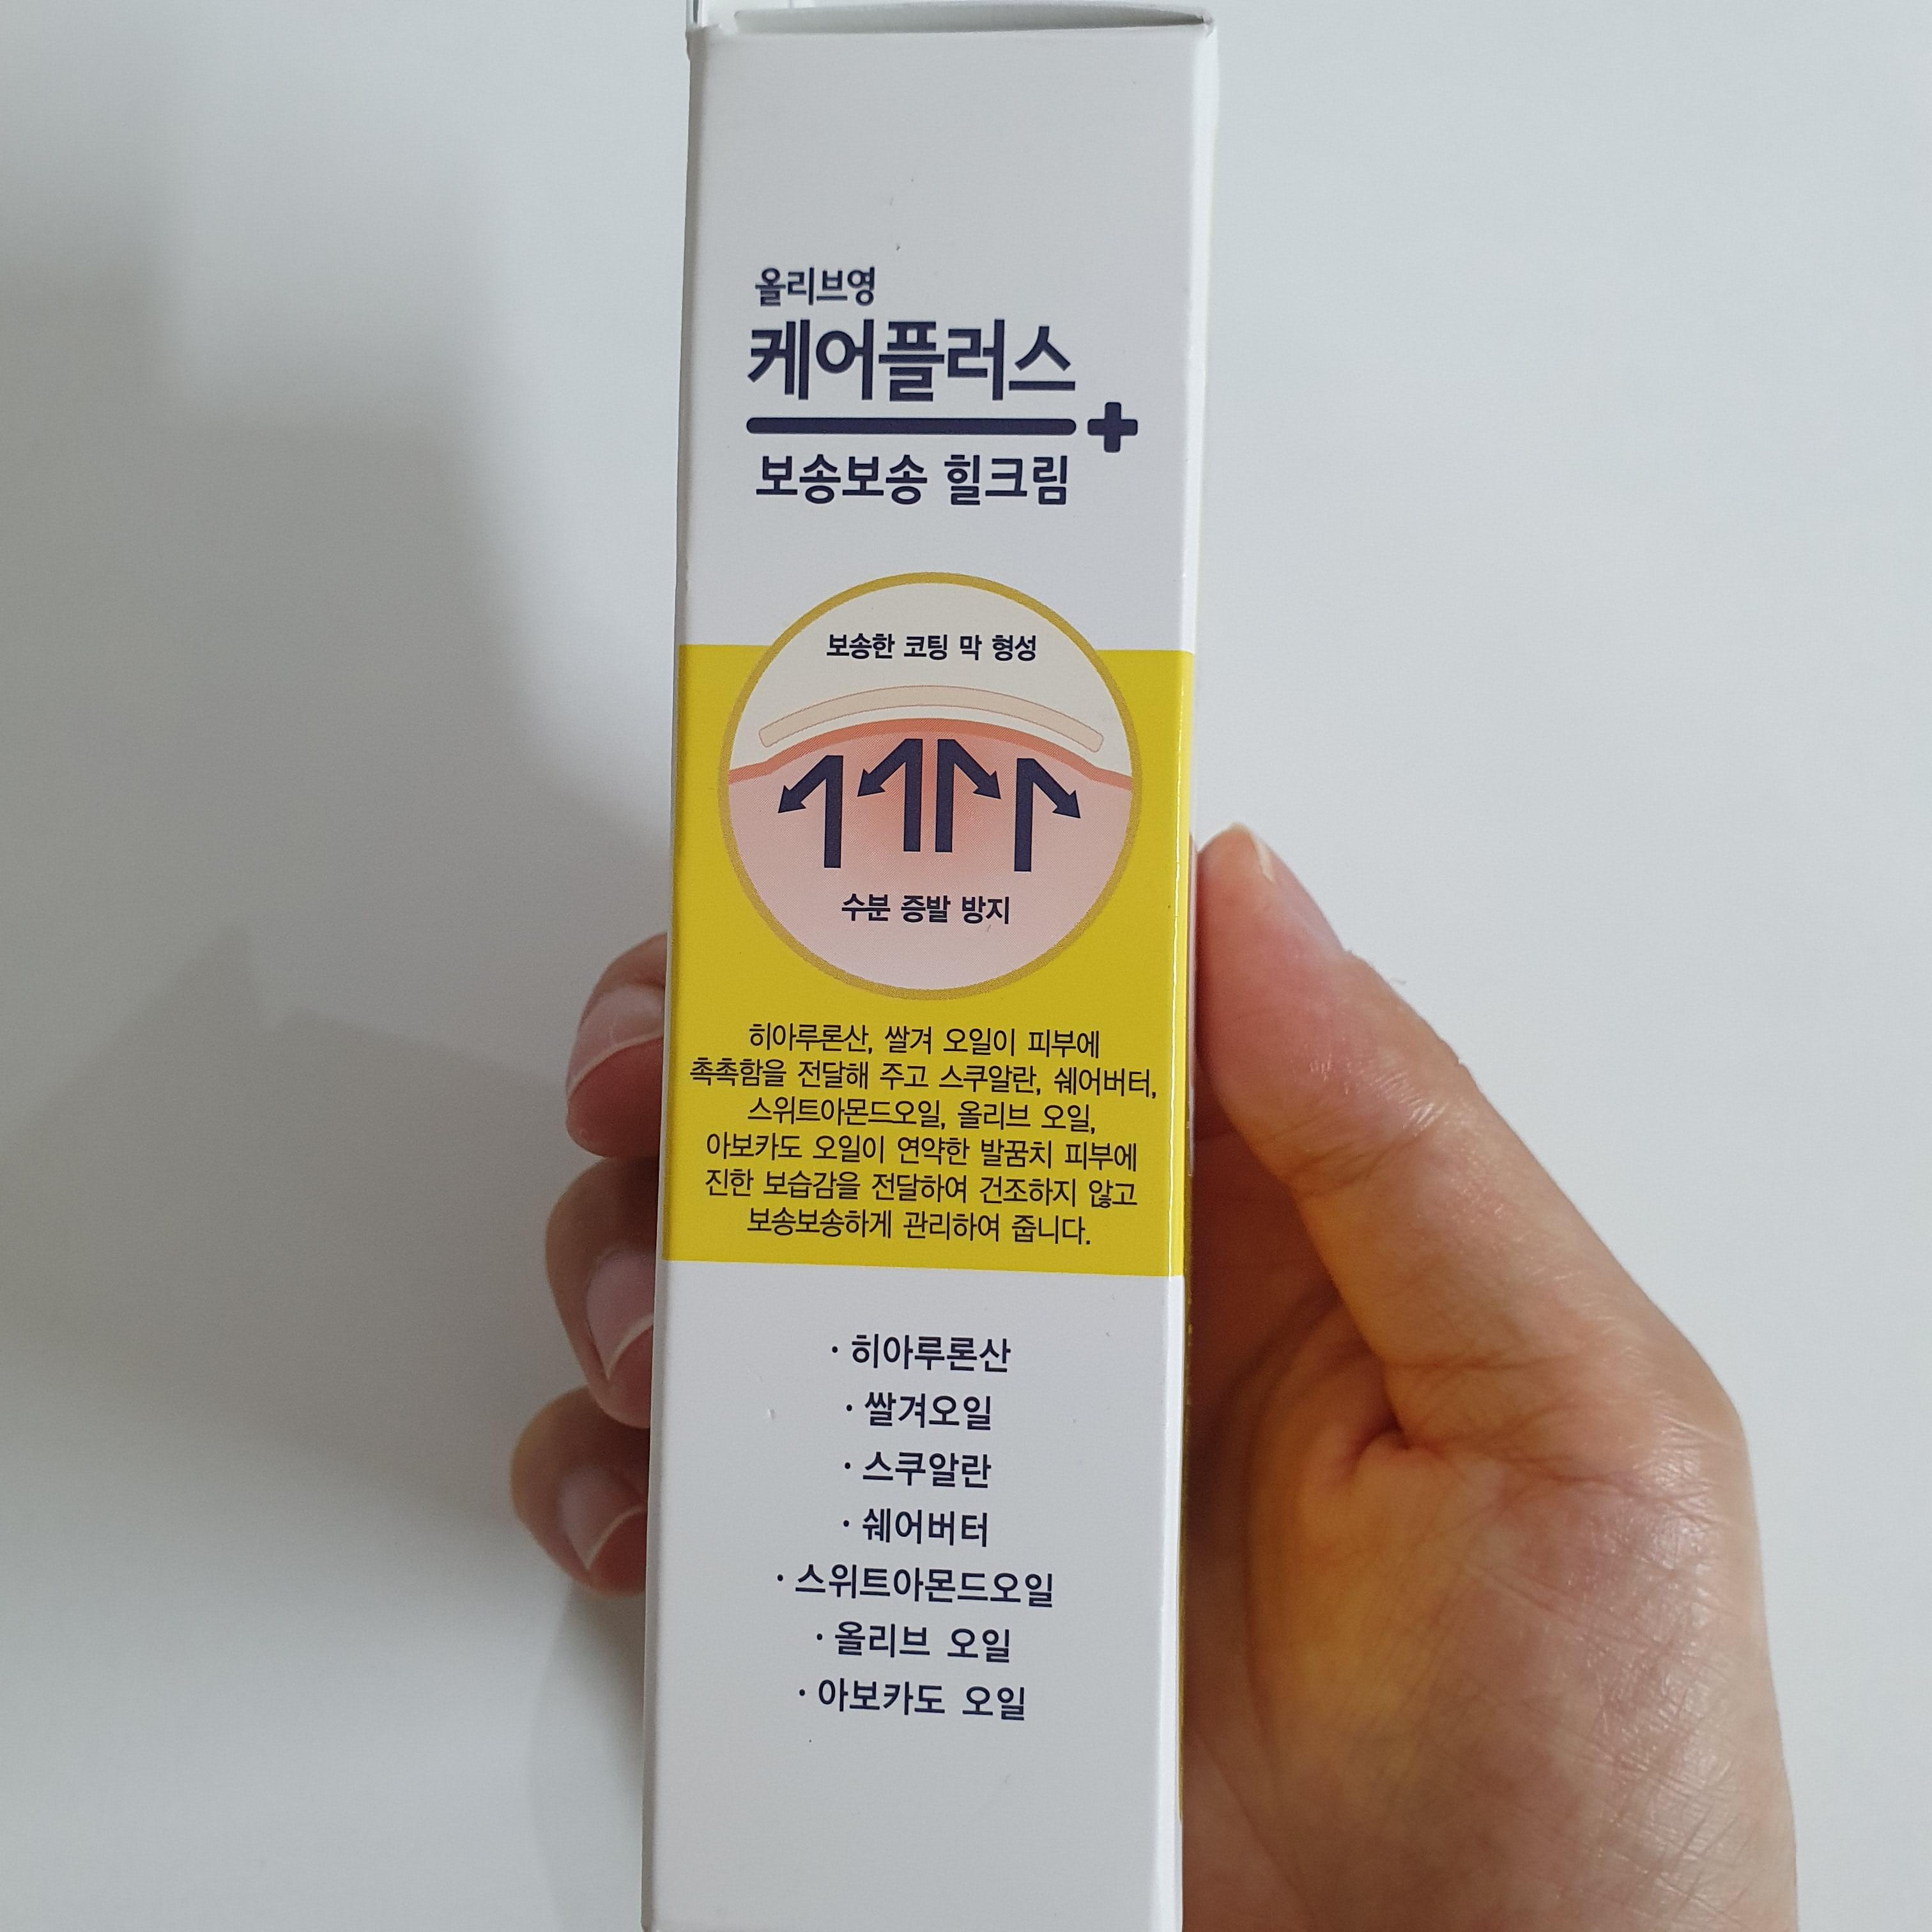 올리브영
케어플러스
보송보송 힐크림
보송한 코팅 막 형성
수분 증발 방지
히아루론산, 쌀겨 오일이 피부에
촉촉함을 전달해 주고 스쿠알란, 쉐어버터,
스위트아몬드오일, 올리브 오일,
아보카도 오일이 연약한 발꿈치 피부에
진한 보습감을 전달하여 건조하지 않고
보송보송하게 관리하여 줍니다.
· 히아루론산
· 쌀겨오일
· 스쿠알란
· 쉐어버터
· 스위트아몬드오일
· 올리브 오일
· 아보카도 오일